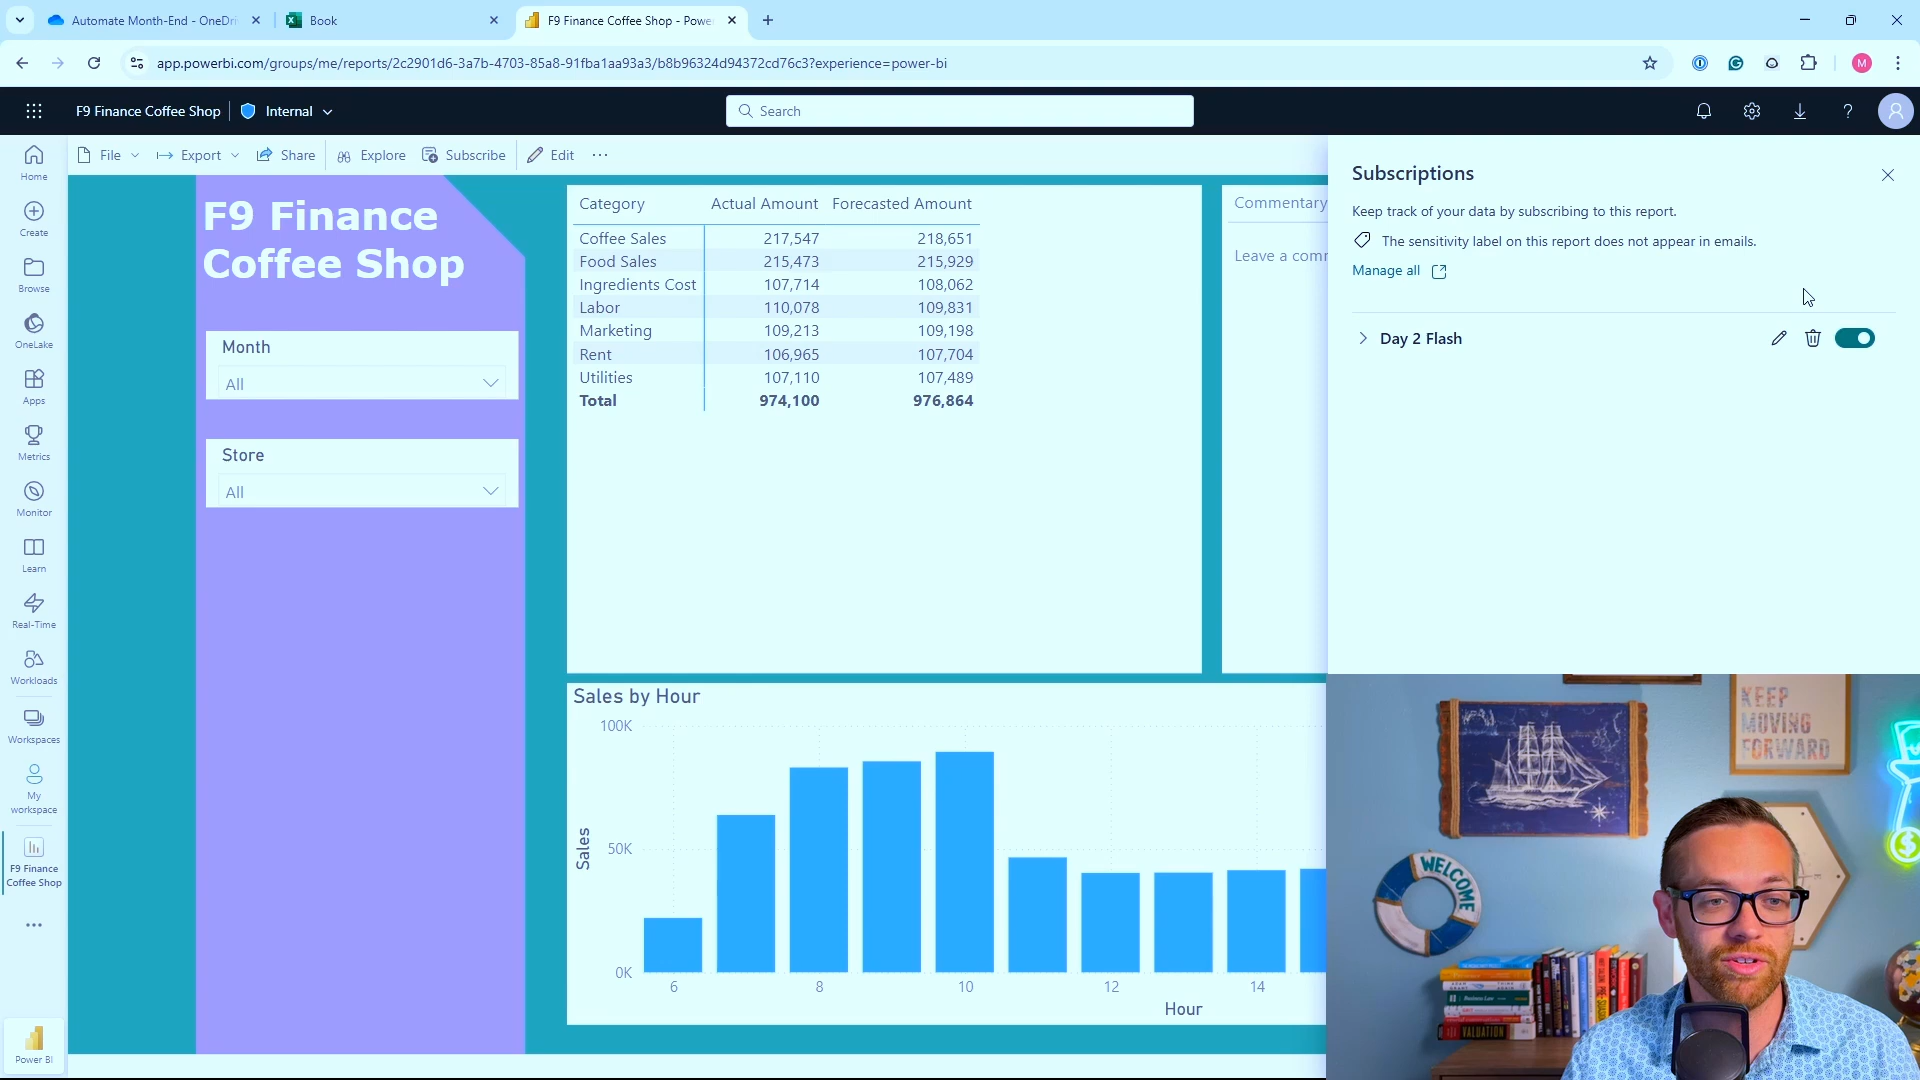 Automate Month-End - OneDri
Book
F9 Finance Coffee Shop - Powe
app.powerbi.com/groups/me/reports/2c2901d6-3a7b-4703-85a8-91fba1aa93a3/b8b96324d94372cd76c3?experience=power-bi
M
F9 Finance Coffee Shop
Internal
Search
Home
Create
Browse
OneLake
Apps
Metrics
Monitor
Learn
Real-Time
Workloads
Workspaces
My
workspace
F9 Finance
Coffee Shop
Power BI
File
Export
Share
Explore
Subscribe
Edit
F9 Finance
Coffee Shop
Month
All
Store
All
Category Actual Amount Forecasted Amount
Coffee Sales 217,547 218,651
Food Sales 215,473 215,929
Ingredients Cost 107,714 108,062
Labor 110,078 109,831
Marketing 109,213 109,198
Rent 106,965 107,704
Utilities 107,110 107,489
Total 974,100 976,864
Commentary
Leave a comm
Sales by Hour
100K
50K
0K
Sales
6 8 10 12 14
Hour
Subscriptions
Keep track of your data by subscribing to this report.
The sensitivity label on this report does not appear in emails.
Manage all
Day 2 Flash
KEEP
MOVING
FORWARD
WELCOME
$
VALUATION